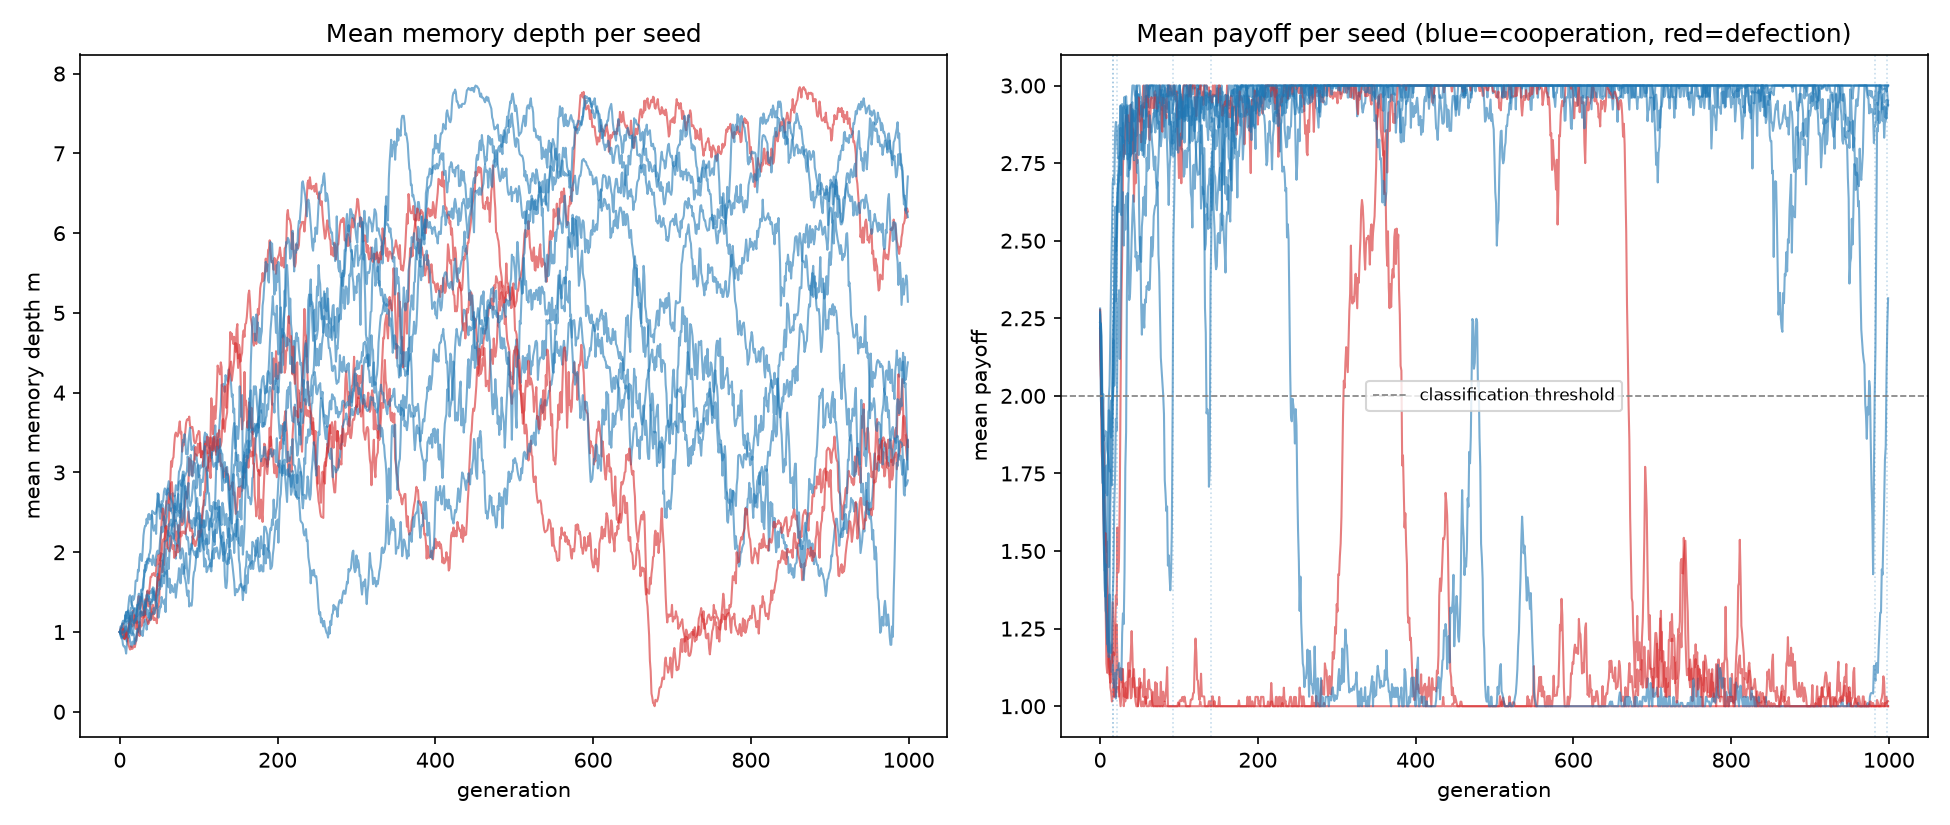 Mean memory depth per seed
mean memory depth m
8
7
6
5
4
3
2
1
0
0 200 400 600 800 1000
generation
Mean payoff per seed (blue=cooperation, red=defection)
mean payoff
3.00
2.75
2.50
2.25
2.00
1.75
1.50
1.25
1.00
classification threshold
0 200 400 600 800 1000
generation